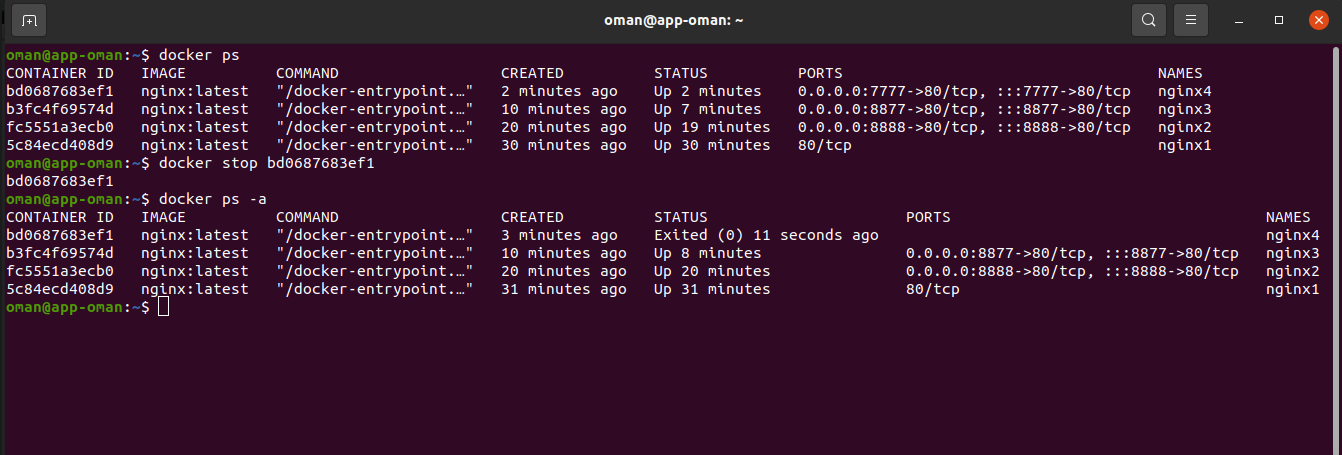 oman@app-oman: ~
oman@app-oman:~$ docker ps
CONTAINER ID   IMAGE          COMMAND                  CREATED          STATUS          PORTS                                   NAMES
bd0687683ef1   nginx:latest   "/docker-entrypoint.…"   2 minutes ago    Up 2 minutes    0.0.0.0:7777->80/tcp, :::7777->80/tcp   nginx4
b3fc4f69574d   nginx:latest   "/docker-entrypoint.…"   10 minutes ago   Up 7 minutes    0.0.0.0:8877->80/tcp, :::8877->80/tcp   nginx3
fc5551a3ecb0   nginx:latest   "/docker-entrypoint.…"   20 minutes ago   Up 19 minutes   0.0.0.0:8888->80/tcp, :::8888->80/tcp   nginx2
5c84ecd408d9   nginx:latest   "/docker-entrypoint.…"   30 minutes ago   Up 30 minutes   80/tcp                                  nginx1
oman@app-oman:~$ docker stop bd0687683ef1
bd0687683ef1
oman@app-oman:~$ docker ps -a
CONTAINER ID   IMAGE          COMMAND                  CREATED          STATUS                      PORTS                                   NAMES
bd0687683ef1   nginx:latest   "/docker-entrypoint.…"   3 minutes ago    Exited (0) 11 seconds ago                                           nginx4
b3fc4f69574d   nginx:latest   "/docker-entrypoint.…"   10 minutes ago   Up 8 minutes                0.0.0.0:8877->80/tcp, :::8877->80/tcp   nginx3
fc5551a3ecb0   nginx:latest   "/docker-entrypoint.…"   20 minutes ago   Up 20 minutes               0.0.0.0:8888->80/tcp, :::8888->80/tcp   nginx2
5c84ecd408d9   nginx:latest   "/docker-entrypoint.…"   31 minutes ago   Up 31 minutes               80/tcp                                  nginx1
oman@app-oman:~$